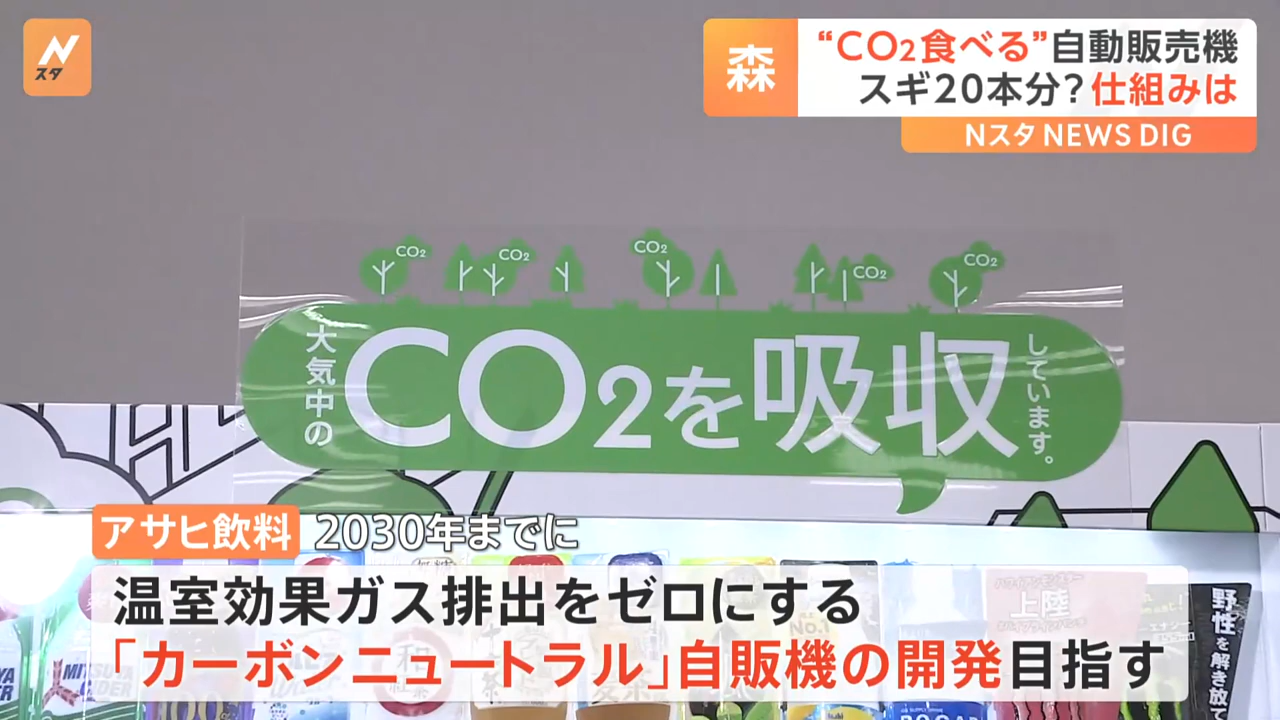 Nスタ
森
“CO2食べる”自動販売機
スギ20本分？仕組みは
Nスタ NEWS DIG
CO2
CO2
CO2
CO2
CO2
大気中の
CO2を吸収
しています。
アサヒ飲料 2030年までに
温室効果ガス排出をゼロにする
「カーボンニュートラル」自販機の開発目指す
MITSUYA
CIDER
上陸
野性を解き放て